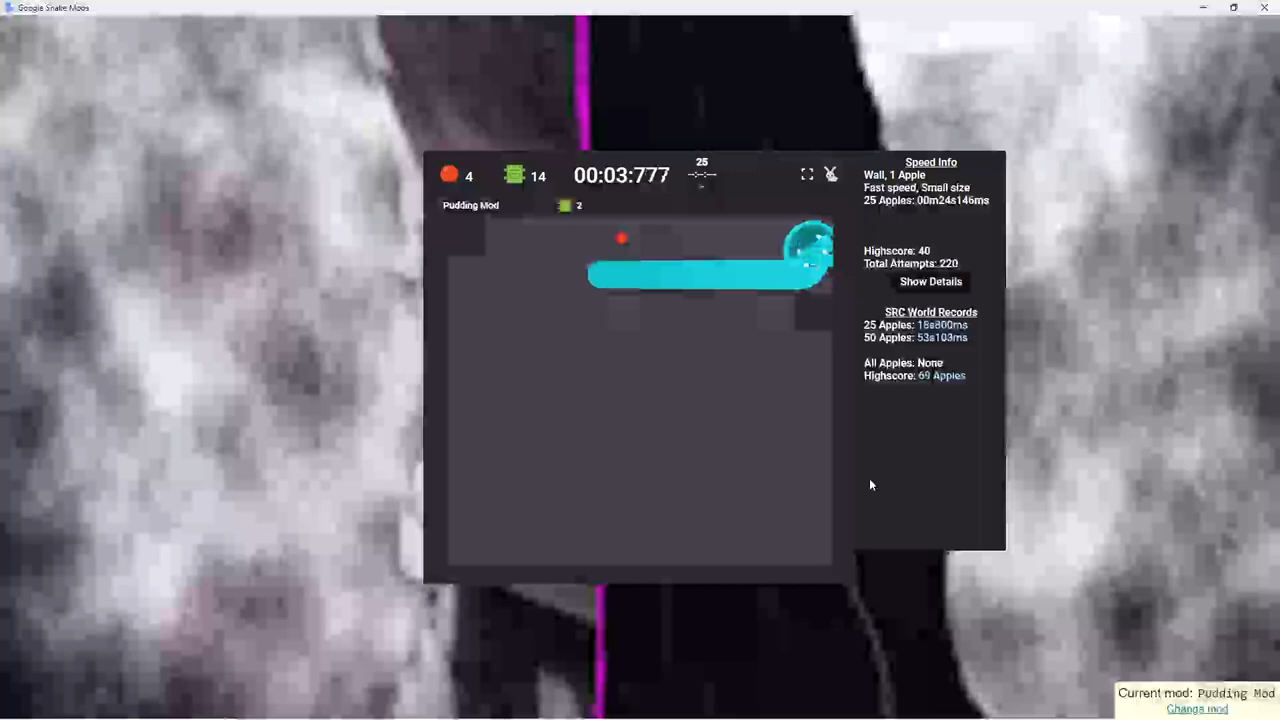 Google Snake Mods
4
14
00:03:777
25
--:--:--
Pudding Mod
2
Speed Info
Wall, 1 Apple
Fast speed, Small size
25 Apples: 00m24s146ms
Highscore: 40
Total Attempts: 220
Show Details
SRC World Records
25 Apples: 18s800ms
50 Apples: 53s103ms
All Apples: None
Highscore: 69 Apples
Current mod: Pudding Mod
Change mod